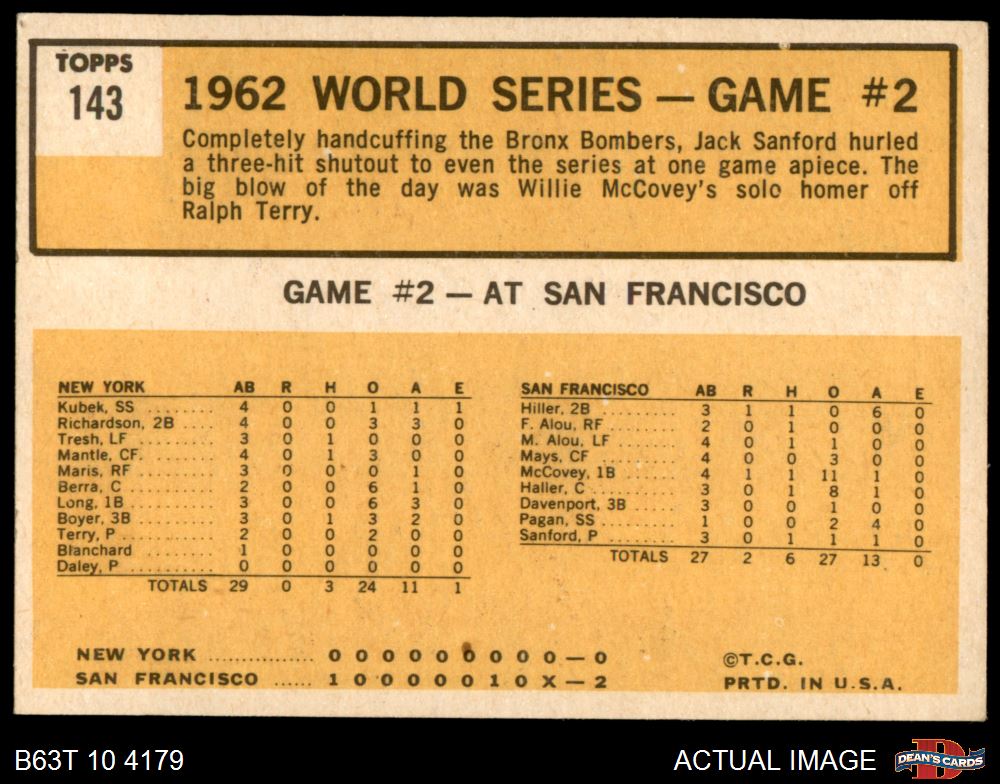 TOPPS
143
1962 WORLD SERIES — GAME #2
Completely handcuffing the Bronx Bombers, Jack Sanford hurled
a three-hit shutout to even the series at one game apiece. The
big blow of the day was Willie McCovey's solo homer off
Ralph Terry.
GAME #2 — AT SAN FRANCISCO
NEW YORK AB R H O A E
Kubek, SS ........ 4 0 0 1 1 1
Richardson, 2B .... 4 0 0 3 3 0
Tresh, LF ......... 3 0 1 0 0 0
Mantle, CF. ....... 4 0 1 3 0 0
Maris, RF ......... 3 0 0 0 1 0
Berra, C .......... 2 0 0 6 1 0
Long, 1B .......... 3 0 0 6 3 0
Boyer, 3B ......... 3 0 1 3 2 0
Terry, P .......... 2 0 0 2 0 0
Blanchard ........ 1 0 0 0 0 0
Daley, P .......... 0 0 0 0 0 0
TOTALS 29 0 3 24 11 1
SAN FRANCISCO AB R H O A E
Hiller, 2B .......... 3 1 1 0 6 0
F. Alou, RF ........ 2 0 1 0 0 0
M. Alou, LF ....... 4 0 1 1 0 0
Mays, CF .......... 4 0 0 3 0 0
McCovey, 1B ...... 4 1 1 11 1 0
Haller, C .......... 3 0 1 8 1 0
Davenport, 3B .... 3 0 0 1 0 0
Pagan, SS ......... 1 0 0 2 4 0
Sanford, P ........ 3 0 1 1 1 0
TOTALS 27 2 6 27 13 0
NEW YORK ............... 0 0 0 0 0 0 0 0 0 — 0
SAN FRANCISCO ...... 1 0 0 0 0 0 1 0 X — 2
©T.C.G.
PRTD. IN U.S.A.
B63T 10 4179
ACTUAL IMAGE
DEAN'S CARDS